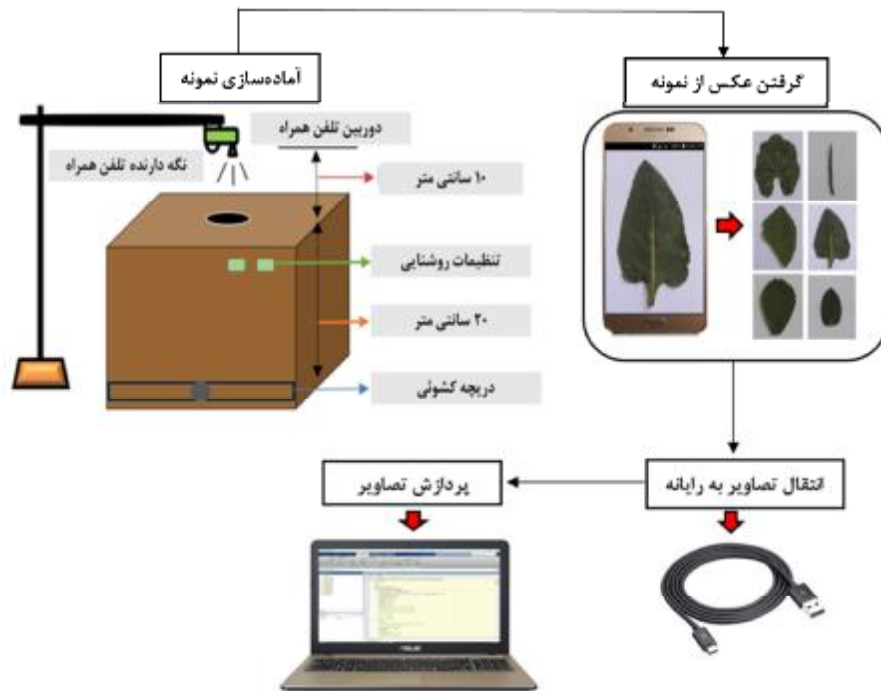 آماده‌سازی نمونه
گرفتن عکس از نمونه
دوربین تلفن همراه
نگه دارنده تلفن همراه
۱۰ سانتی متر
تنظیمات روشنایی
۲۰ سانتی متر
دریچه کشوئی
انتقال تصاویر به رایانه
پردازش تصاویر